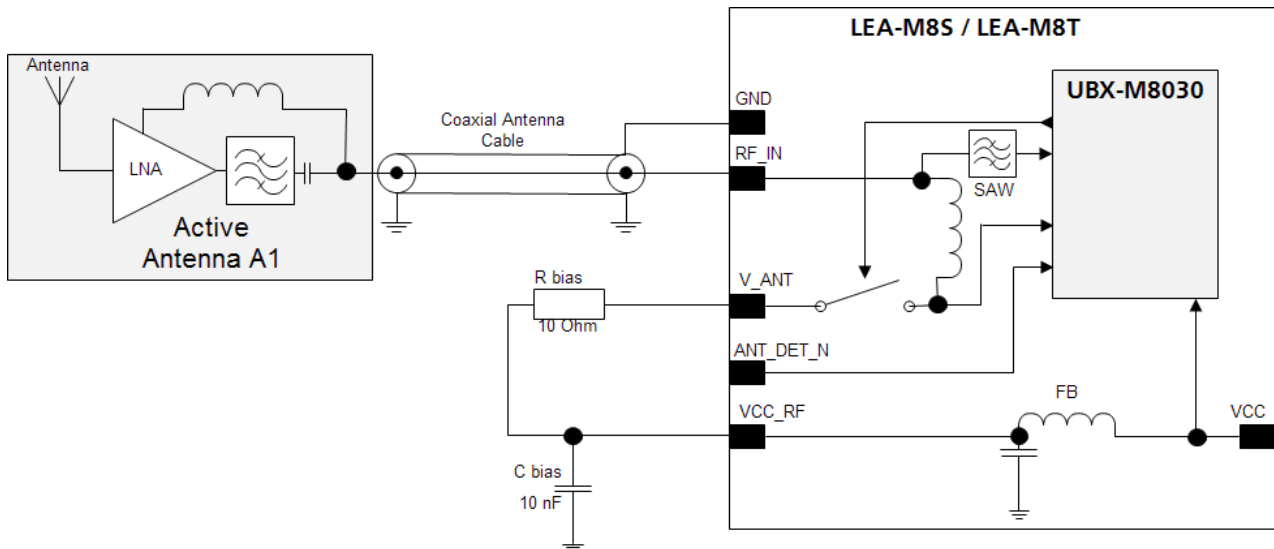 LEA-M8S / LEA-M8T
Antenna
LNA
Active
Antenna A1
Coaxial Antenna
Cable
GND
RF_IN
UBX-M8030
SAW
R bias
10 Ohm
V_ANT
ANT_DET_N
VCC_RF
FB
VCC
C bias
10 nF